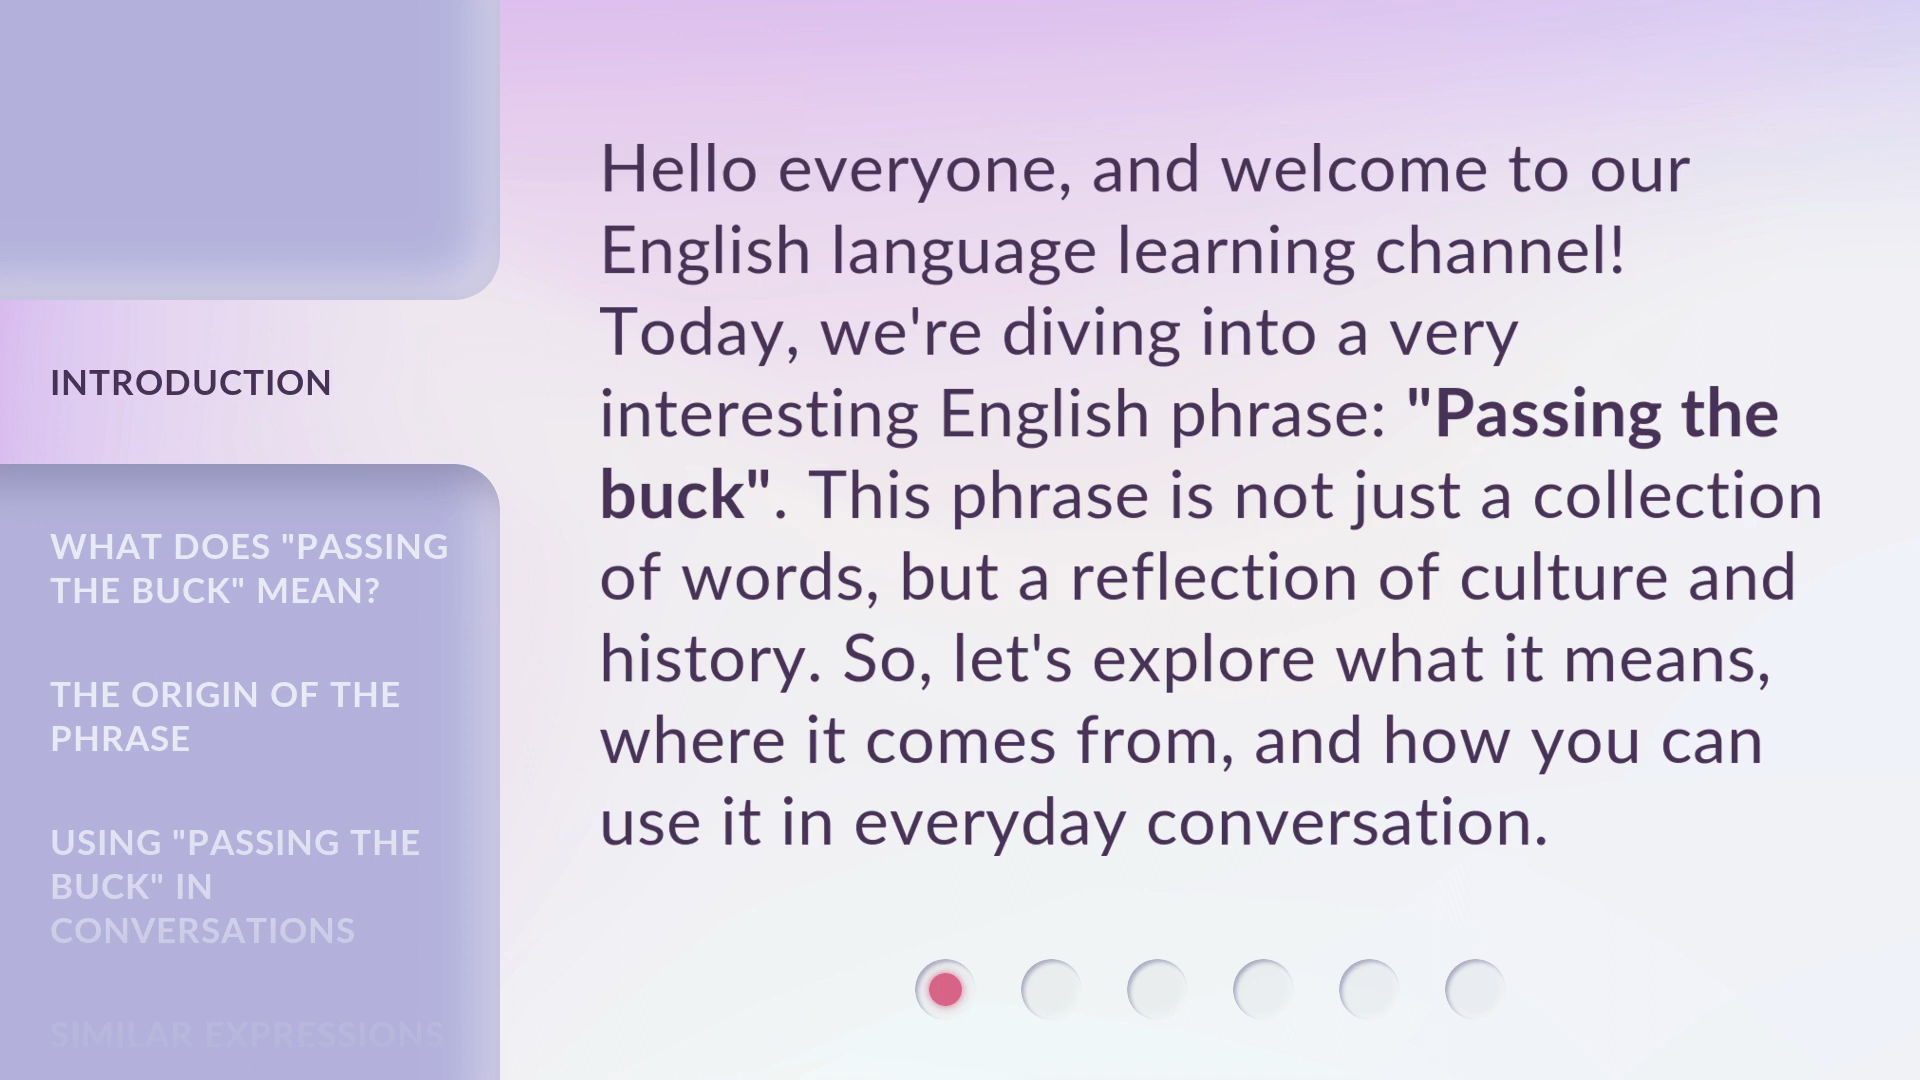 INTRODUCTION
WHAT DOES "PASSING
THE BUCK" MEAN?
THE ORIGIN OF THE
PHRASE
USING "PASSING THE
BUCK" IN
CONVERSATIONS
SIMILAR EXPRESSIONS
Hello everyone, and welcome to our
English language learning channel!
Today, we're diving into a very
interesting English phrase: "Passing the
buck". This phrase is not just a collection
of words, but a reflection of culture and
history. So, let's explore what it means,
where it comes from, and how you can
use it in everyday conversation.